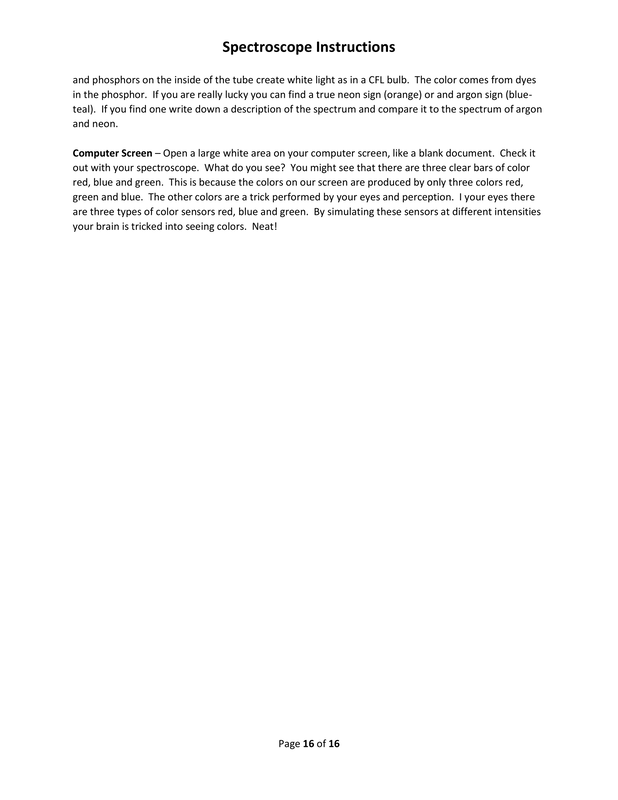 Spectroscope Instructions
and phosphors on the inside of the tube create white light as in a CFL bulb.  The color comes from dyes
in the phosphor.  If you are really lucky you can find a true neon sign (orange) or and argon sign (blue-
teal).  If you find one write down a description of the spectrum and compare it to the spectrum of argon
and neon.
Computer Screen – Open a large white area on your computer screen, like a blank document.  Check it
out with your spectroscope.  What do you see?  You might see that there are three clear bars of color
red, blue and green.  This is because the colors on our screen are produced by only three colors red,
green and blue.  The other colors are a trick performed by your eyes and perception.  I your eyes there
are three types of color sensors red, blue and green.  By simulating these sensors at different intensities
your brain is tricked into seeing colors.  Neat!
Page 16 of 16